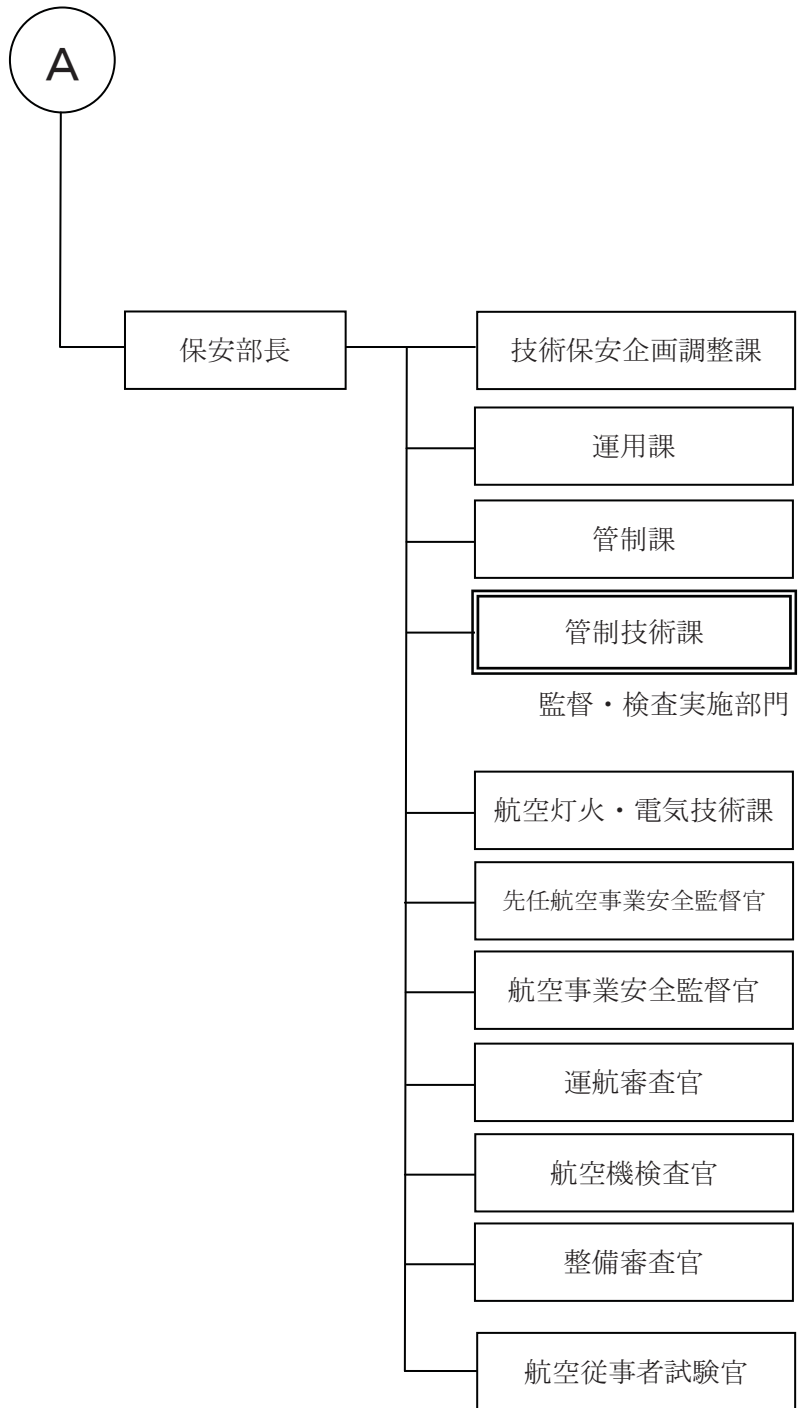 A
保安部長
技術保安企画調整課
運用課
管制課
管制技術課
監督・検査実施部門
航空灯火・電気技術課
先任航空事業安全監督官
航空事業安全監督官
運航審査官
航空機検査官
整備審査官
航空従事者試験官